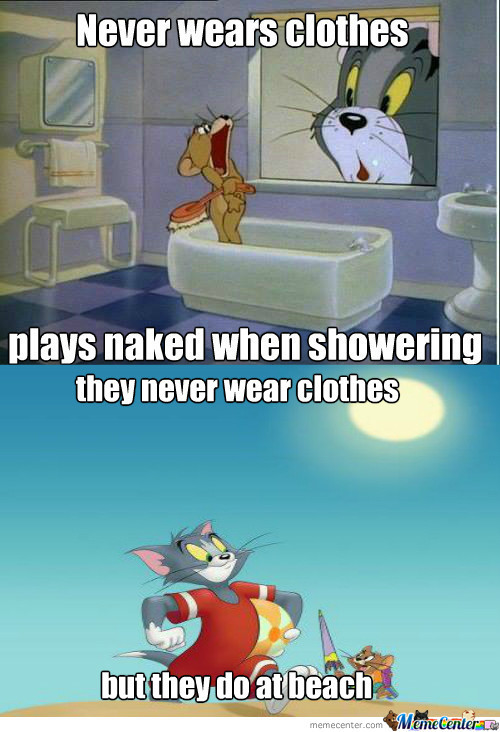 Never wears clothes
plays naked when showering
they never wear clothes
but they do at beach
memecenter.com MemeCenter